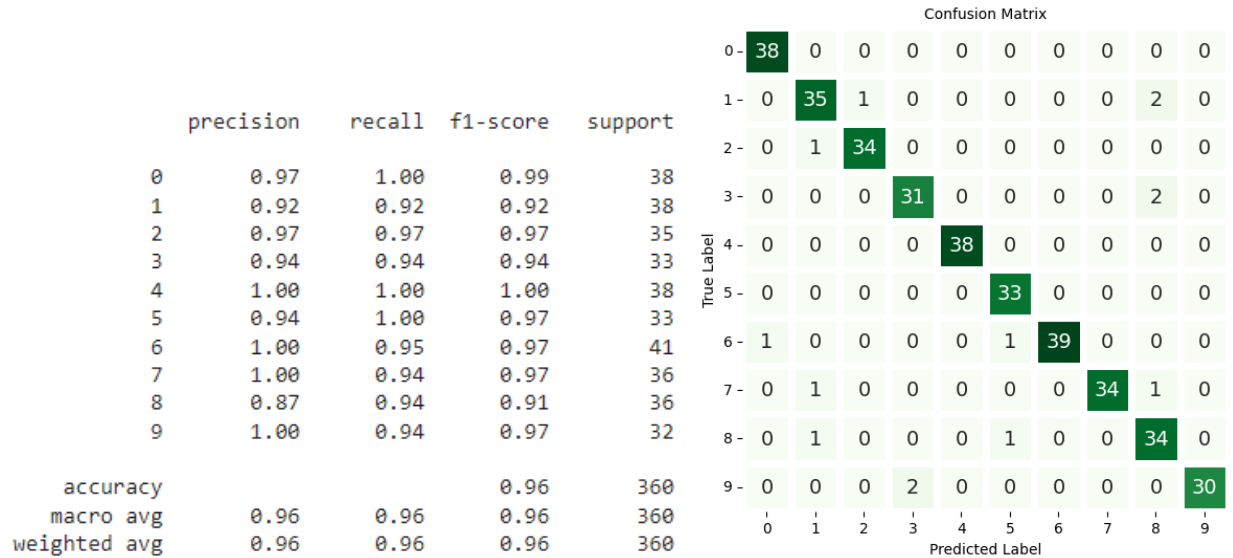 precision recall f1-score support
0 0.97 1.00 0.99 38
1 0.92 0.92 0.92 38
2 0.97 0.97 0.97 35
3 0.94 0.94 0.94 33
4 1.00 1.00 1.00 38
5 0.94 1.00 0.97 33
6 1.00 0.95 0.97 41
7 1.00 0.94 0.97 36
8 0.87 0.94 0.91 36
9 1.00 0.94 0.97 32
accuracy 0.96 360
macro avg 0.96 0.96 0.96 360
weighted avg 0.96 0.96 0.96 360
Confusion Matrix
True Label
0 38 0 0 0 0 0 0 0 0 0
1 0 35 1 0 0 0 0 0 2 0
2 0 1 34 0 0 0 0 0 0 0
3 0 0 0 31 0 0 0 0 2 0
4 0 0 0 0 38 0 0 0 0 0
5 0 0 0 0 0 33 0 0 0 0
6 1 0 0 0 0 1 39 0 0 0
7 0 1 0 0 0 0 0 34 1 0
8 0 1 0 0 0 1 0 0 34 0
9 0 0 0 2 0 0 0 0 0 30
0 1 2 3 4 5 6 7 8 9
Predicted Label